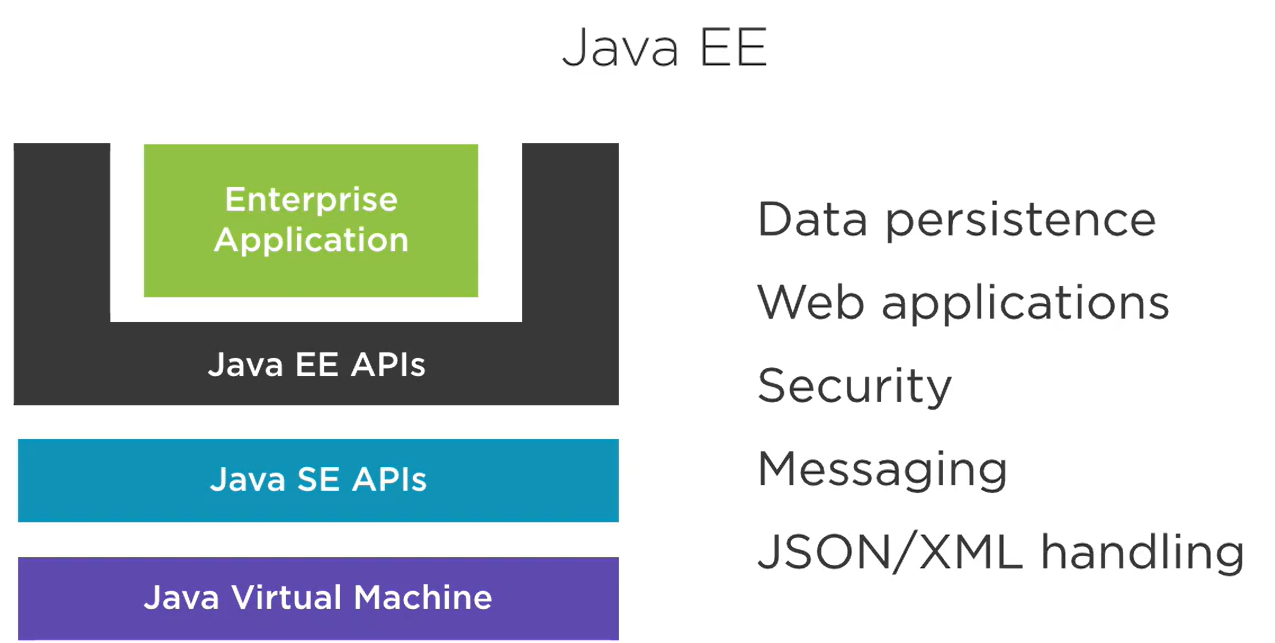 Java EE
Enterprise
Application
Java EE APIs
Java SE APIs
Java Virtual Machine
Data persistence
Web applications
Security
Messaging
JSON/XML handling